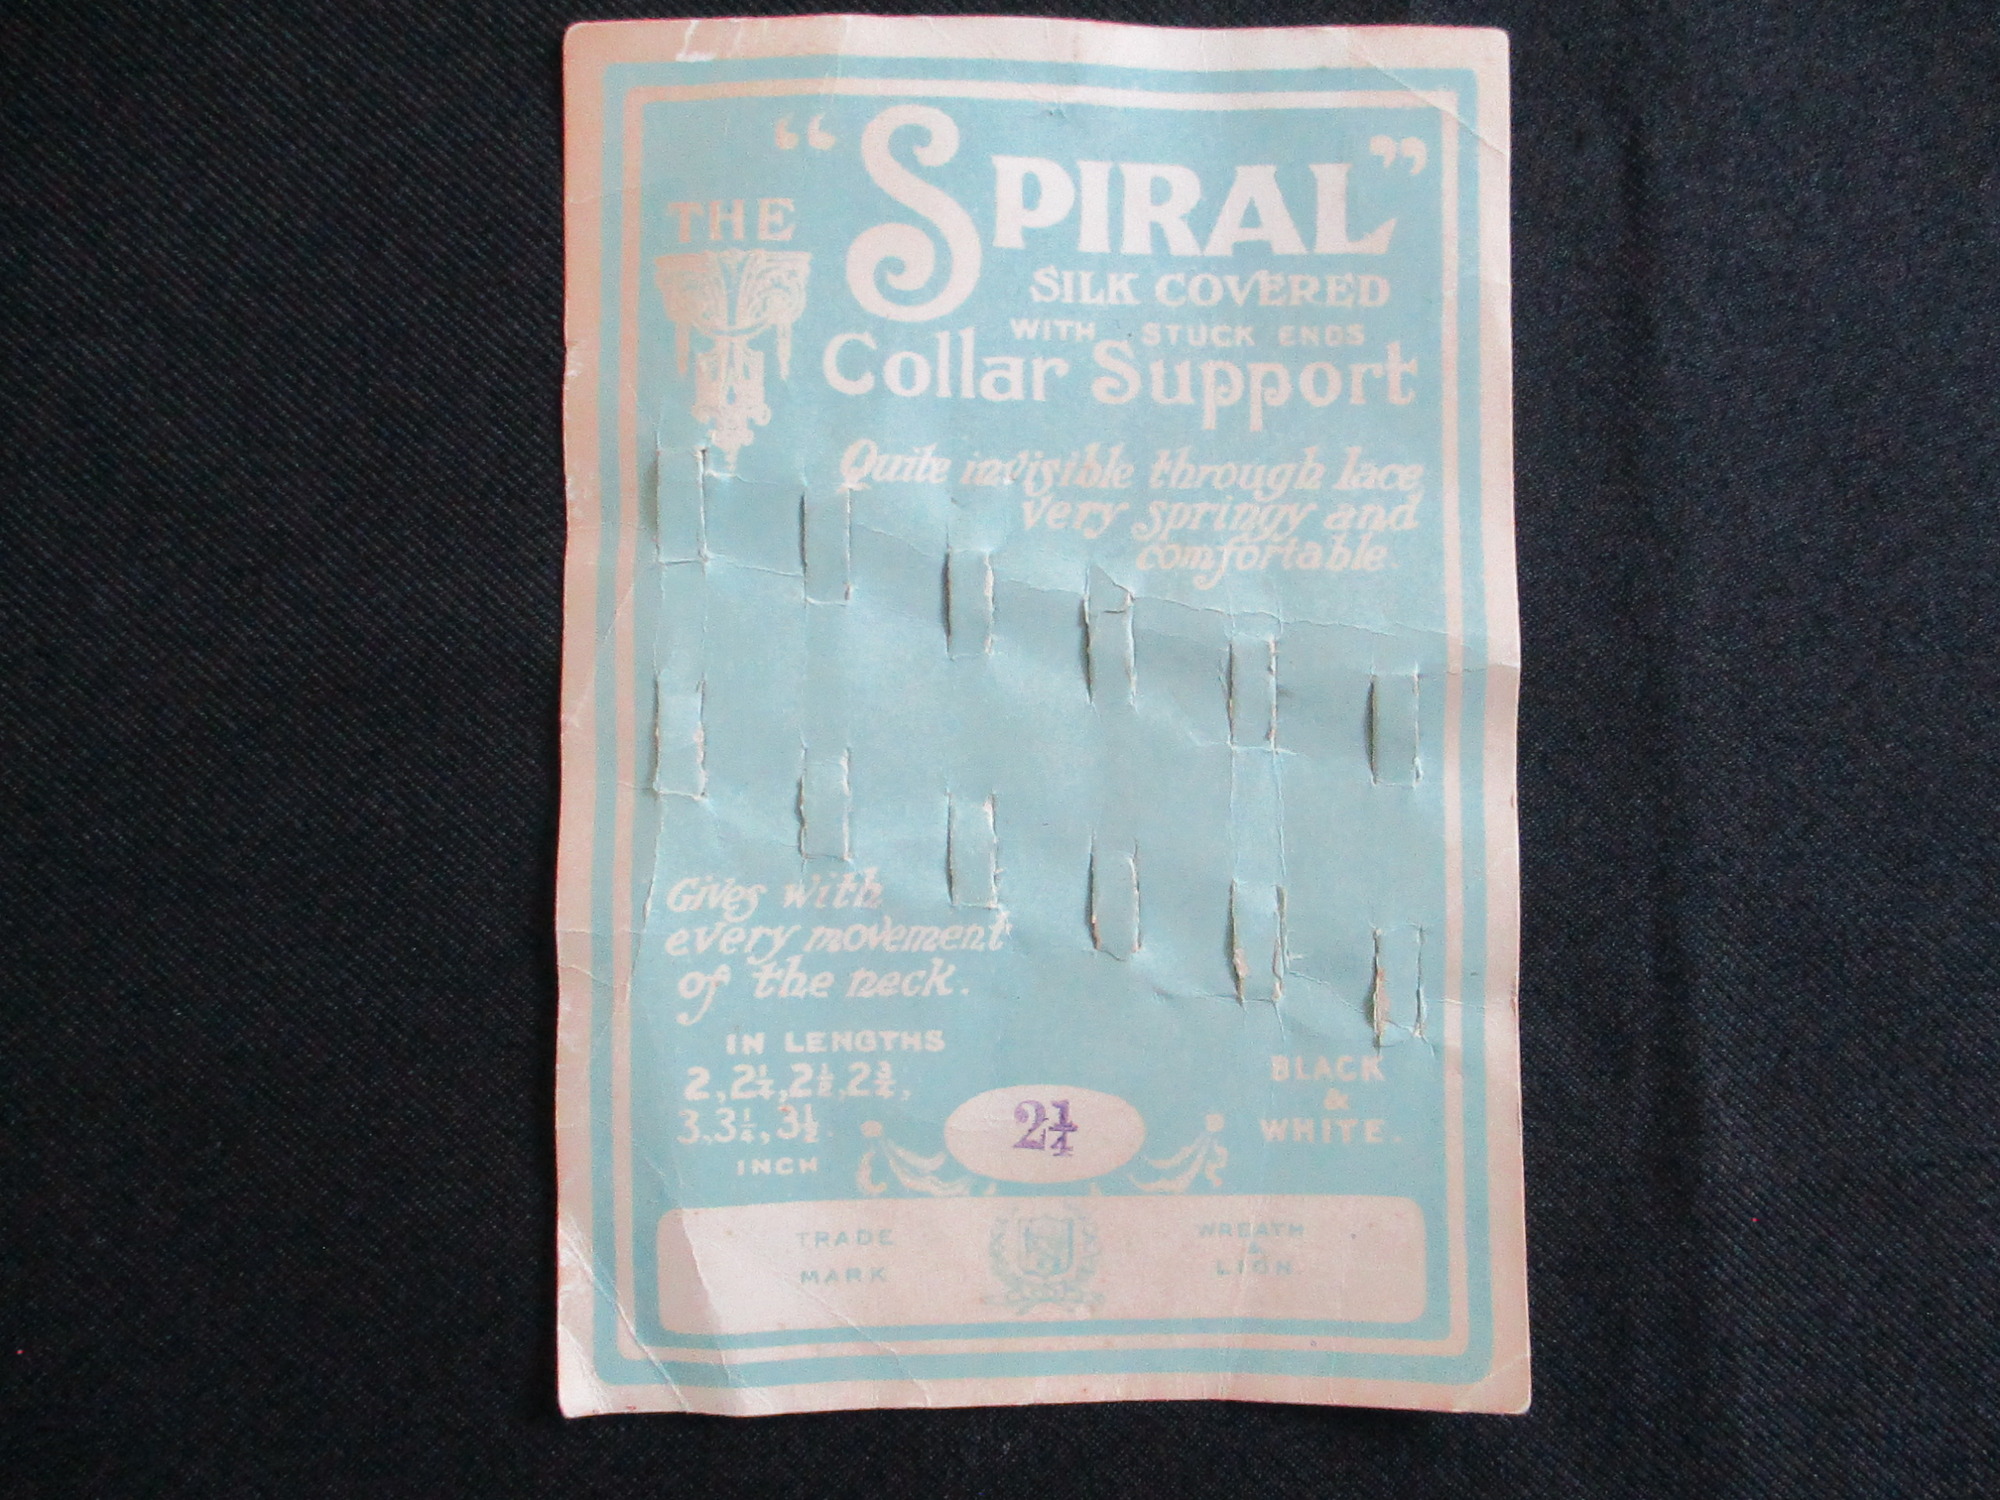 THE "SPIRAL"
SILK COVERED
WITH STUCK ENDS
Collar Support
Quite invisible through lace
very springy and
comfortable.
Gives with
every movement
of the neck.
IN LENGTHS
2, 2¼, 2½, 2¾,
3, 3¼, 3½.
INCH
2¼
BLACK
&
WHITE.
TRADE
MARK
WREATH
&
LION